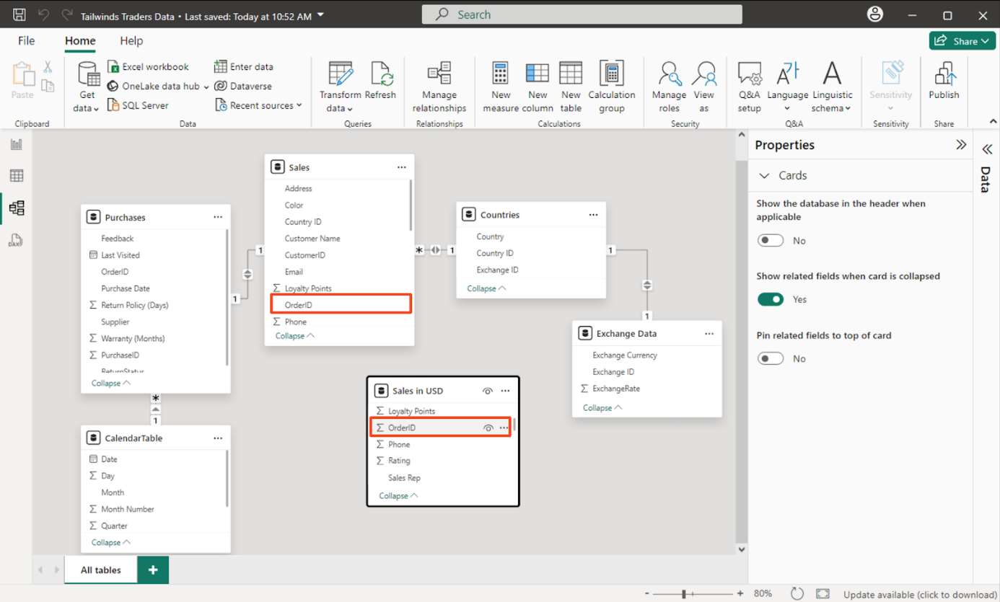 Tailwinds Traders Data • Last saved: Today at 10:52 AM
Search
File
Home
Help
Share
Paste
Clipboard
Get data
Excel workbook
OneLake data hub
SQL Server
Enter data
Dataverse
Recent sources
Data
Transform data
Refresh
Queries
Manage relationships
Relationships
New measure
New column
New table
Calculation group
Calculations
Manage roles
View as
Security
Q&A setup
Language
Linguistic schema
Q&A
Sensitivity
Sensitivity
Publish
Share
DAX
Purchases
Feedback
Last Visited
OrderID
Purchase Date
Σ Return Policy (Days)
Supplier
Σ Warranty (Months)
Σ PurchaseID
ReturnStatus
Collapse
*
1
CalendarTable
Date
Σ Day
Month
Σ Month Number
Σ Quarter
Collapse
1
1
Sales
Address
Color
Country ID
Customer Name
CustomerID
Email
Σ Loyalty Points
OrderID
Σ Phone
Collapse
*
1
Countries
Country
Country ID
Exchange ID
Collapse
1
1
Exchange Data
Exchange Currency
Exchange ID
Σ ExchangeRate
Collapse
Sales in USD
Σ Loyalty Points
Σ OrderID
Σ Phone
Σ Rating
Sales Rep
Collapse
Properties
Cards
Show the database in the header when
applicable
No
Show related fields when card is collapsed
Yes
Pin related fields to top of card
No
Data
All tables
+
- + 80%
Update available (click to download)